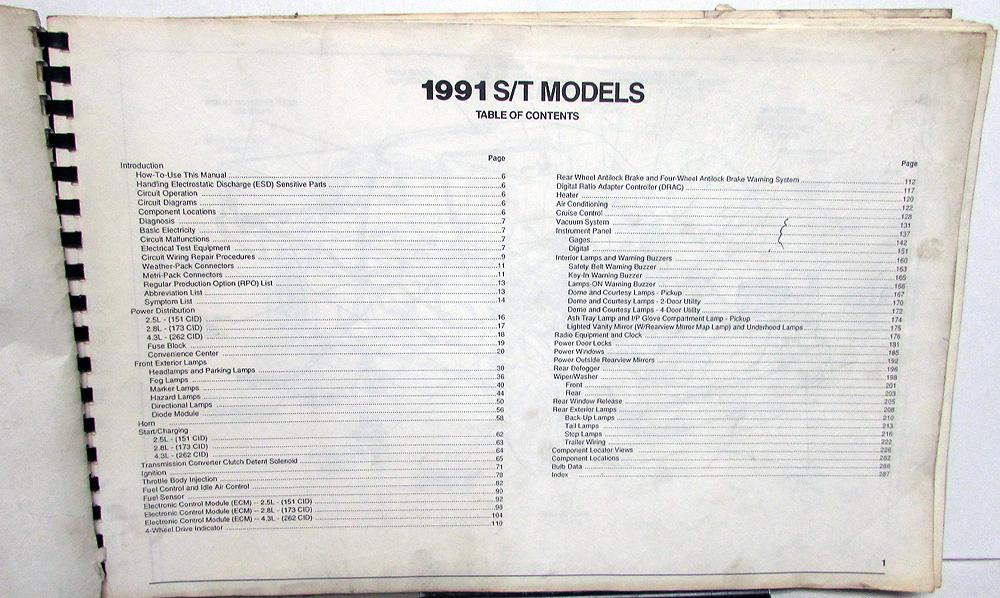 1991 S/T MODELS
TABLE OF CONTENTS
Page
Introduction
How-To-Use This Manual 6
Handling Electrostatic Discharge (ESD) Sensitive Parts 6
Circuit Operation 6
Circuit Diagrams 6
Component Locations 6
Diagnosis 7
Basic Electricity 7
Circuit Malfunctions 7
Electrical Test Equipment 7
Circuit Wiring Repair Procedures 9
Weather-Pack Connectors 11
Metri-Pack Connectors 11
Regular Production Option (RPO) List 13
Abbreviation List 13
Symptom List 14
Power Distribution
2.5L - (151 CID) 16
2.8L - (173 CID) 17
4.3L - (262 CID) 18
Fuse Block 19
Convenience Center 20
Front Exterior Lamps
Headlamps and Parking Lamps 30
Fog Lamps 36
Marker Lamps 40
Hazard Lamps 44
Directional Lamps 50
Diode Module 56
Horn 58
Start/Charging
2.5L - (151 CID) 62
2.8L - (173 CID) 63
4.3L - (262 CID) 64
Transmission Converter Clutch Detent Solenoid 65
Ignition 71
Throttle Body Injection 78
Fuel Control and Idle Air Control 82
Fuel Sensor 90
Electronic Control Module (ECM) – 2.5L - (151 CID) 92
Electronic Control Module (ECM) – 2.8L - (173 CID) 98
Electronic Control Module (ECM) – 4.3L - (262 CID) 104
4-Wheel Drive Indicator 110
Page
Rear Wheel Antilock Brake and Four-Wheel Antilock Brake Warning System 112
Digital Ratio Adapter Controller (DRAC) 117
Heater 120
Air Conditioning 122
Cruise Control 128
Vacuum System 131
Instrument Panel 137
Gages 142
Digital 151
Interior Lamps and Warning Buzzers 160
Safety Belt Warning Buzzer 163
Key-In Warning Buzzer 165
Lamps-ON Warning Buzzer 166
Dome and Courtesy Lamps - Pickup 167
Dome and Courtesy Lamps - 2-Door Utility 170
Dome and Courtesy Lamps - 4-Door Utility 172
Ash Tray Lamp and I/P Glove Compartment Lamp - Pickup 174
Lighted Vanity Mirror (W/Rearview Mirror Map Lamp) and Underhood Lamps 175
Radio Equipment and Clock 176
Power Door Locks 181
Power Windows 185
Power Outside Rearview Mirrors 192
Rear Defogger 196
Wiper/Washer 198
Front 201
Rear 203
Rear Window Release 205
Rear Exterior Lamps 208
Back-Up Lamps 210
Tail Lamps 213
Stop Lamps 216
Trailer Wiring 222
Component Locator Views 226
Component Locations 262
Bulb Data 286
Index 287
1